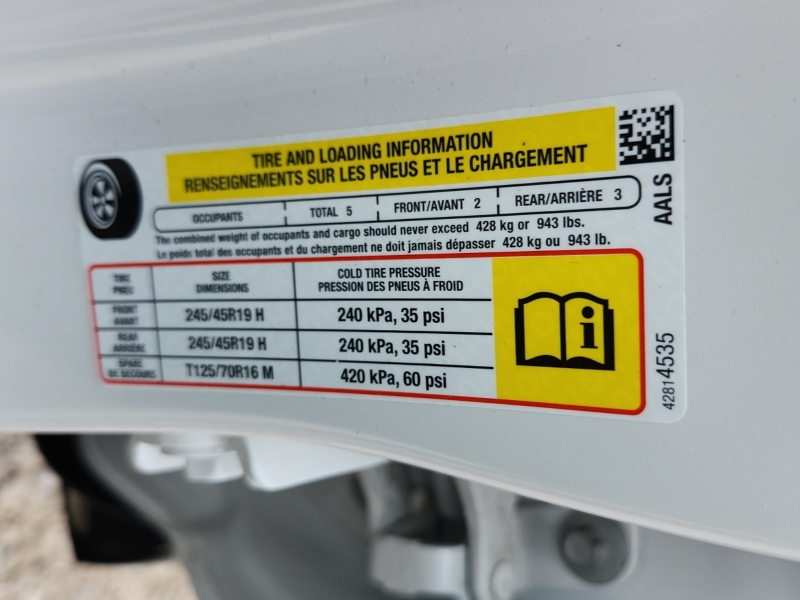 TIRE AND LOADING INFORMATION
RENSEIGNEMENTS SUR LES PNEUS ET LE CHARGEMENT
OCCUPANTS TOTAL 5 FRONT/AVANT 2 REAR/ARRIÈRE 3
The combined weight of occupants and cargo should never exceed 428 kg or 943 lbs.
Le poids total des occupants et du chargement ne doit jamais dépasser 428 kg ou 943 lb.
TIRE SIZE COLD TIRE PRESSURE
PNEU DIMENSIONS PRESSION DES PNEUS À FROID
FRONT
AVANT 245/45R19 H 240 kPa, 35 psi
REAR
ARRIÈRE 245/45R19 H 240 kPa, 35 psi
SPARE
DE SECOURS T125/70R16 M 420 kPa, 60 psi
AALS
42814535